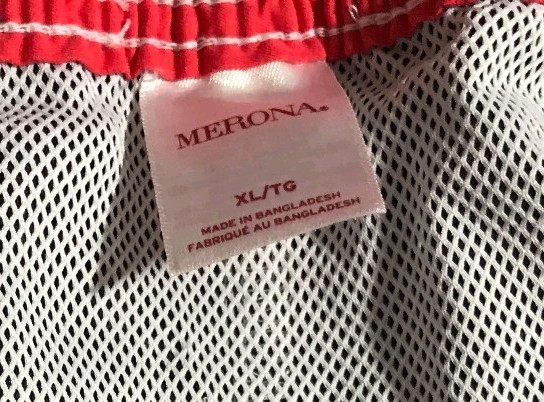 MERONA®
XL/TG
MADE IN BANGLADESH
FABRIQUÉ AU BANGLADESH